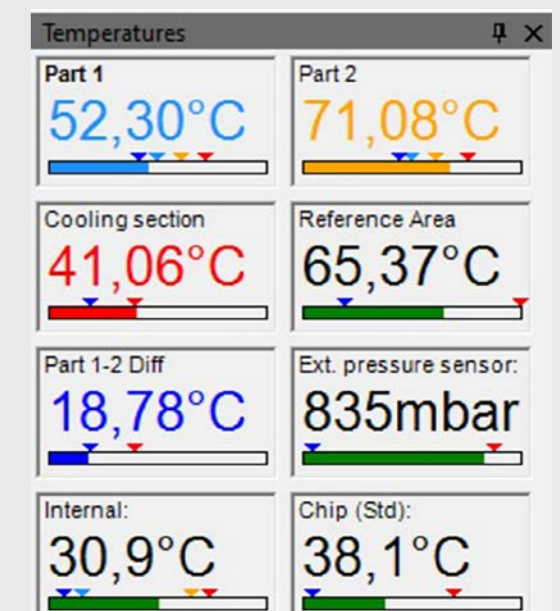 Temperatures
Part 1
52,30°C
Part 2
71,08°C
Cooling section
41,06°C
Reference Area
65,37°C
Part 1-2 Diff
18,78°C
Ext. pressure sensor:
835mbar
Internal:
30,9°C
Chip (Std):
38,1°C